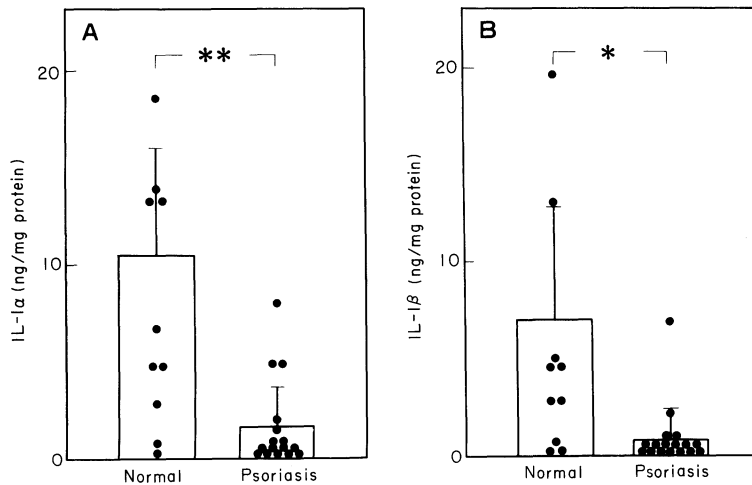 A
**
20
10
0
IL-1α (ng/mg protein)
Normal Psoriasis
B
*
20
10
0
IL-1β (ng/mg protein)
Normal Psoriasis